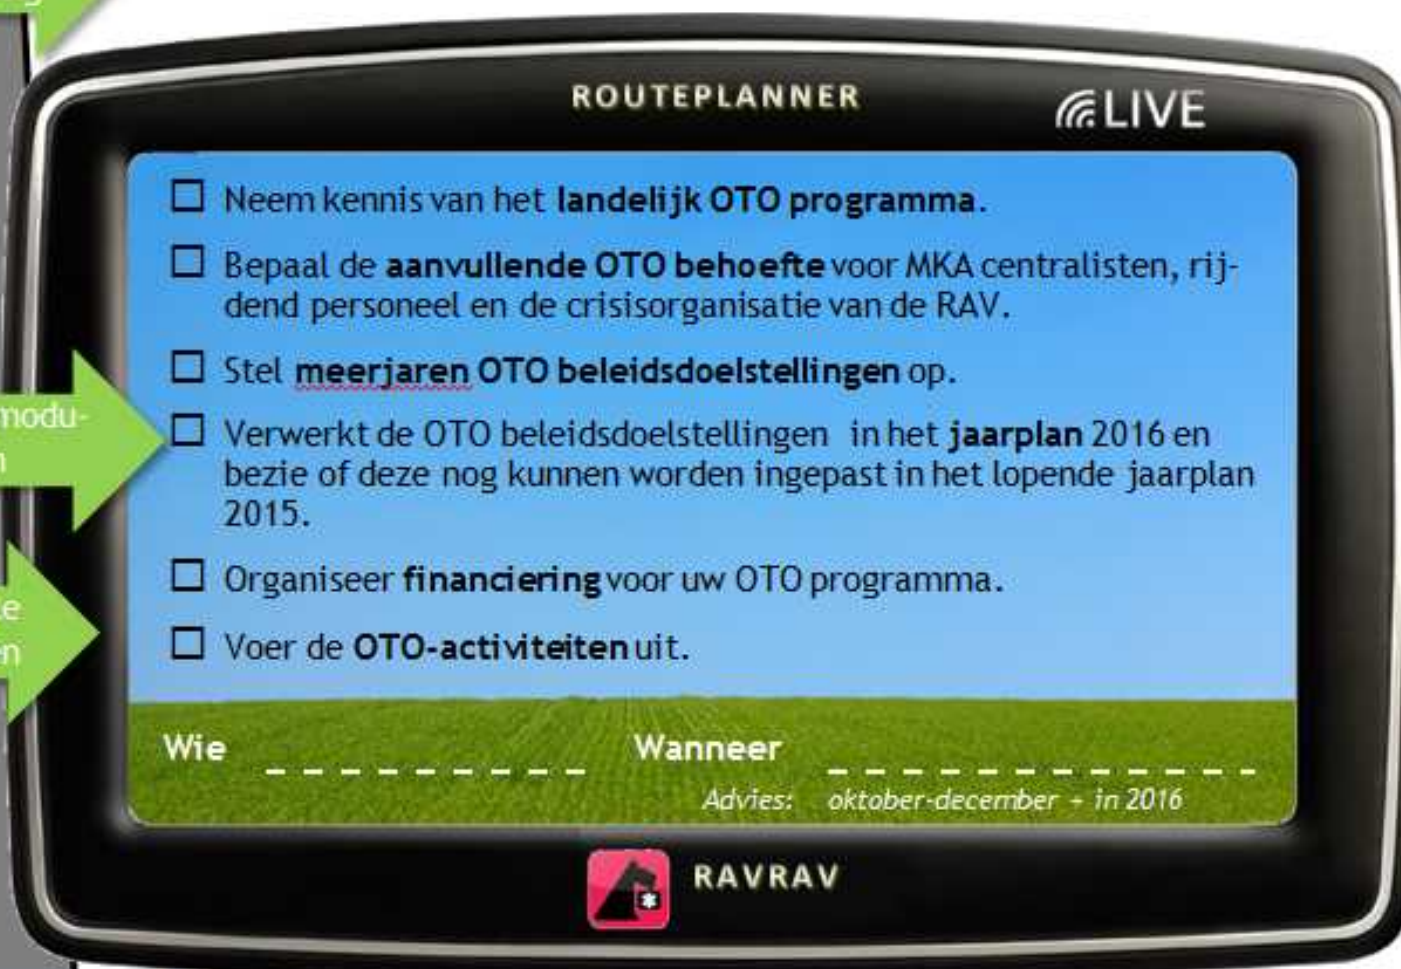 ROUTEPLANNER
LIVE
☐ Neem kennis van het landelijk OTO programma.
☐ Bepaal de aanvullende OTO behoefte voor MKA centralisten, rij-
dend personeel en de crisisorganisatie van de RAV.
☐ Stel meerjaren OTO beleidsdoelstellingen op.
☐ Verwerkt de OTO beleidsdoelstellingen in het jaarplan 2016 en
bezie of deze nog kunnen worden ingepast in het lopende jaarplan
2015.
☐ Organiseer financiering voor uw OTO programma.
☐ Voer de OTO-activiteiten uit.
modu-
Wie _ _ _ _ _ _ _ _ _ Wanneer _ _ _ _ _ _ _ _ _ _ _ _
Advies: oktober-december + in 2016
RAVRAV